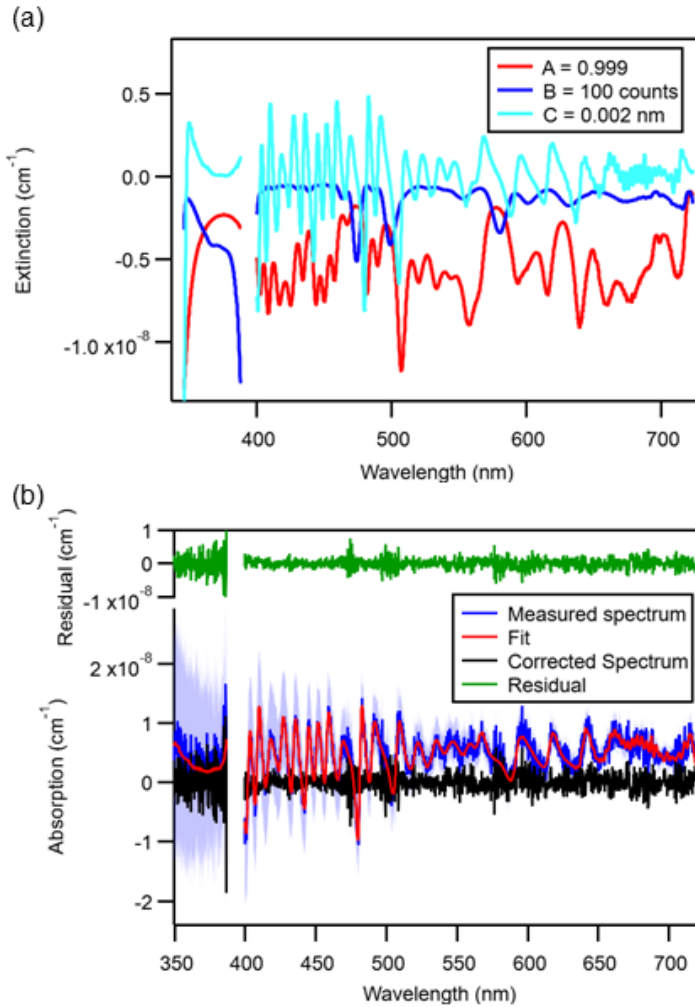 (a)
A = 0.999
B = 100 counts
C = 0.002 nm
0.5
0.0
-0.5
-1.0 x10⁻⁸
Extinction (cm⁻¹)
400
500
600
700
Wavelength (nm)
(b)
Residual (cm⁻¹)
1
0
-1 x10⁻⁸
Measured spectrum
Fit
Corrected Spectrum
Residual
Absorption (cm⁻¹)
2 x10⁻⁸
1
0
-1
-2
350
400
450
500
550
600
650
700
Wavelength (nm)